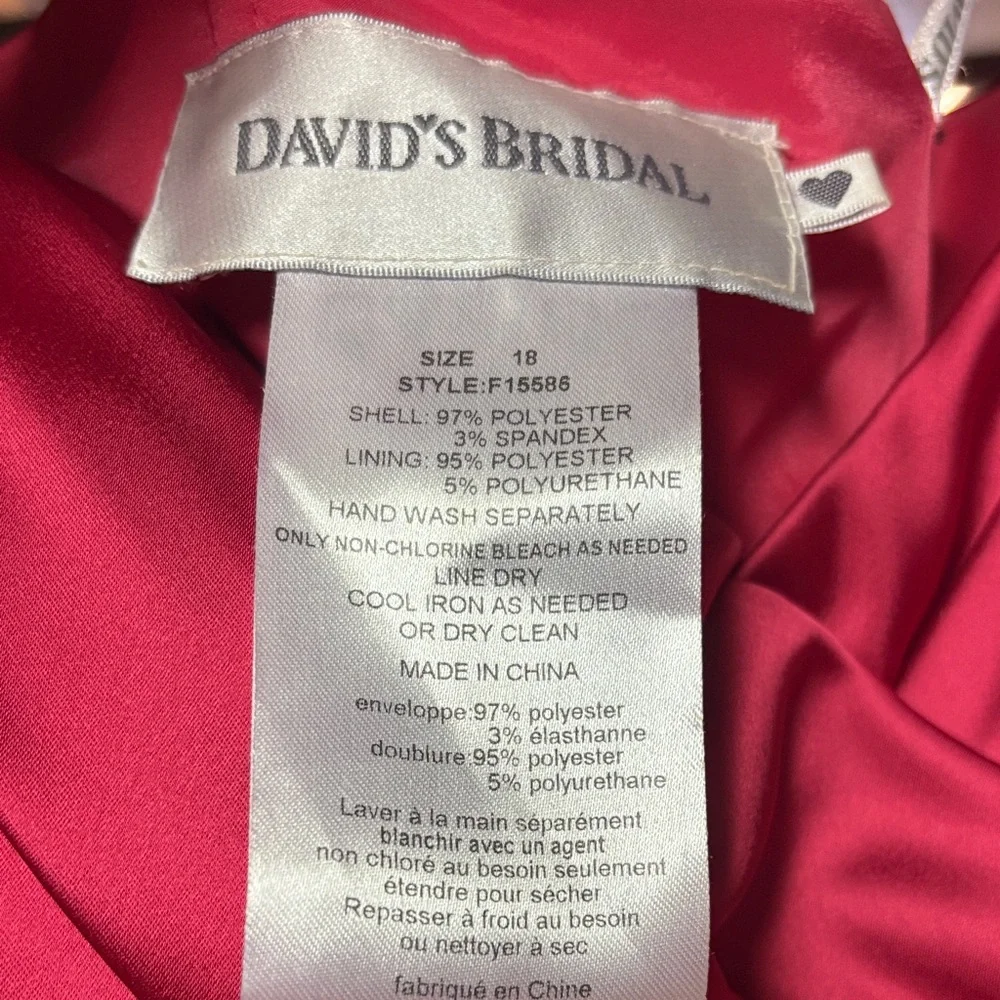 DAVID'S BRIDAL
SIZE 18
STYLE:F15586
SHELL: 97% POLYESTER
3% SPANDEX
LINING: 95% POLYESTER
5% POLYURETHANE
HAND WASH SEPARATELY
ONLY NON-CHLORINE BLEACH AS NEEDED
LINE DRY
COOL IRON AS NEEDED
OR DRY CLEAN
MADE IN CHINA
enveloppe:97% polyester
3% élasthanne
doublure:95% polyester
5% polyurethane
Laver à la main séparément
blanchir avec un agent
non chloré au besoin seulement
étendre pour sécher
Repasser à froid au besoin
ou nettoyer à sec
fabriqué en Chine